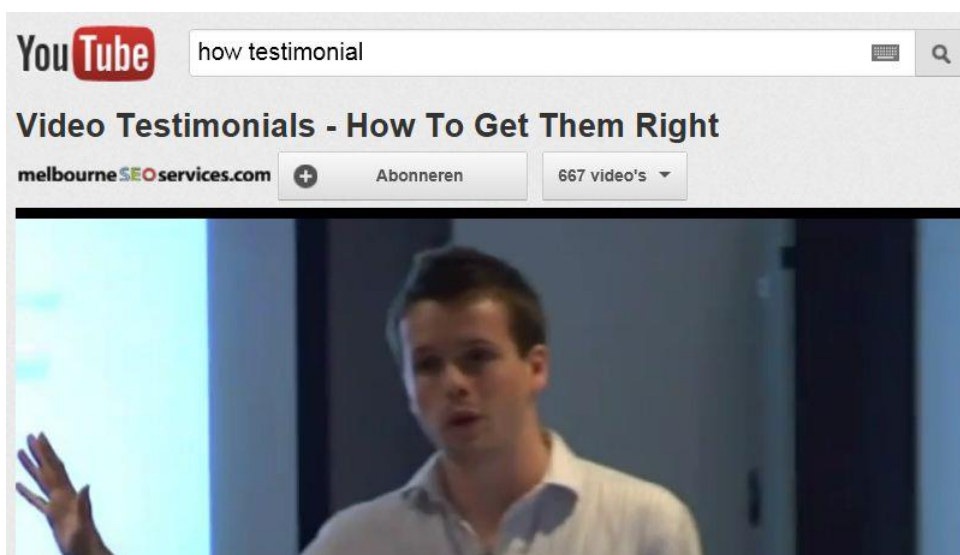 YouTube how testimonial
Video Testimonials - How To Get Them Right
melbourneSEOservices.com Abonneren 667 video's